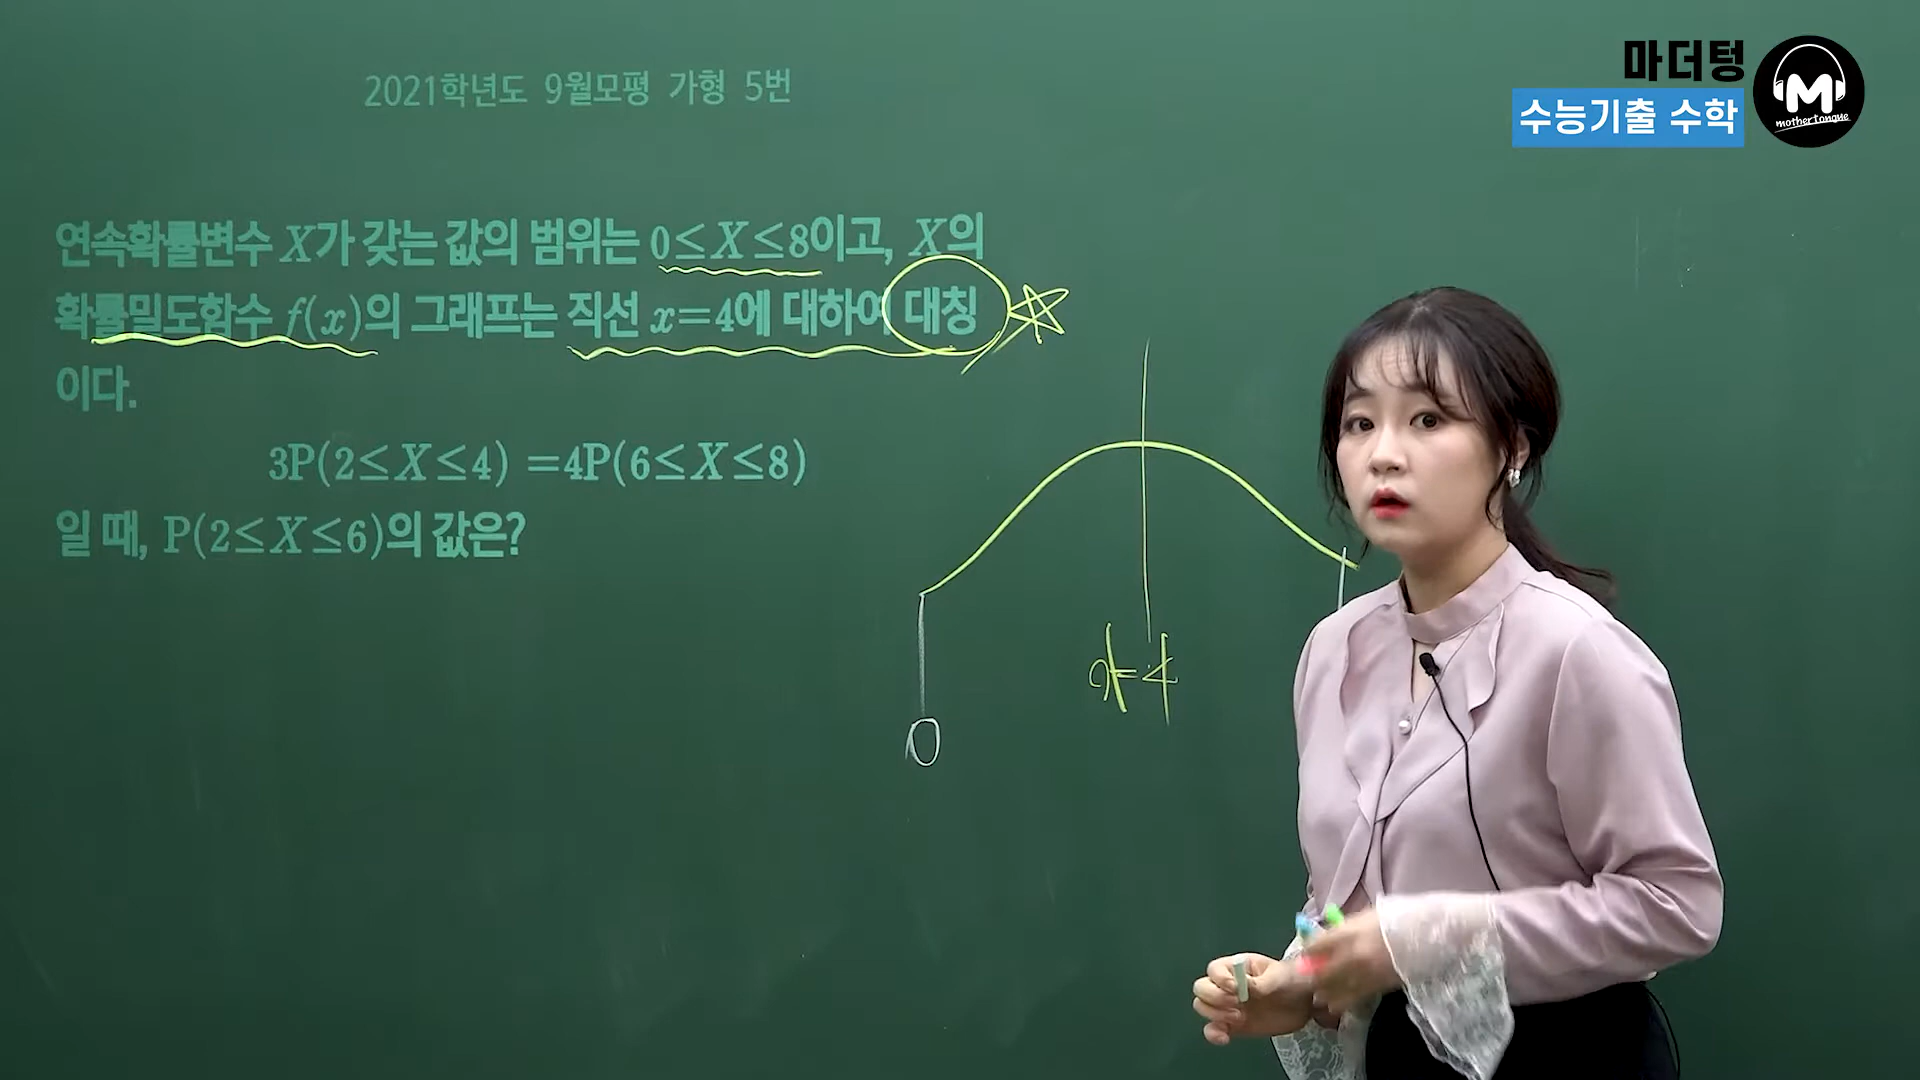 2021학년도 9월모평 가형 5번
마더텅
수능기출 수학
M
mothertongue
연속확률변수 X가 갖는 값의 범위는 0≤X≤8이고, X의
확률밀도함수 f(x)의 그래프는 직선 x=4에 대하여 대칭
이다.
3P(2≤X≤4) =4P(6≤X≤8)
일 때, P(2≤X≤6)의 값은?
x=4
0